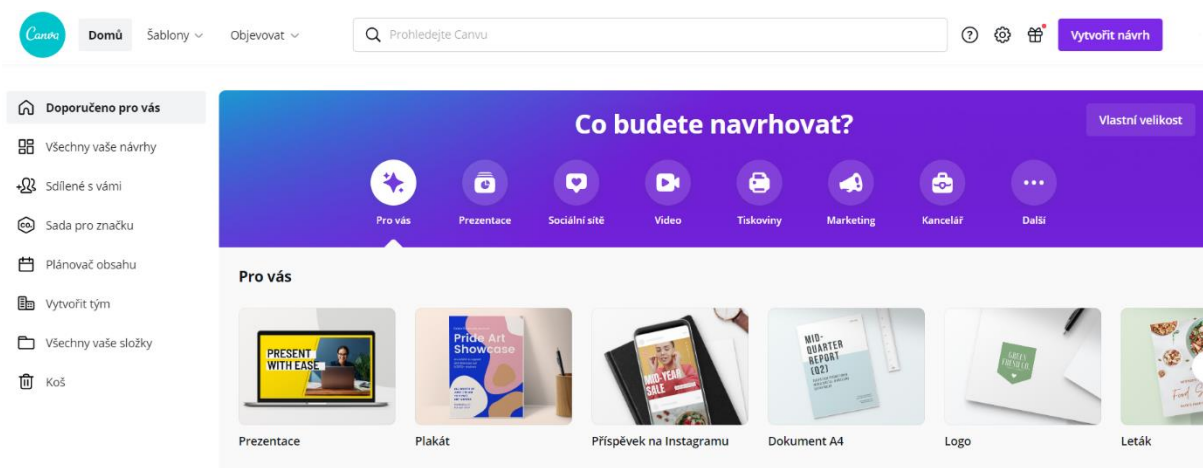 Canva
Domů
Šablony
Objevovat
Prohledejte Canvu
Vytvořit návrh
Doporučeno pro vás
Všechny vaše návrhy
Sdílené s vámi
Sada pro značku
Plánovač obsahu
Vytvořit tým
Všechny vaše složky
Koš
Co budete navrhovat?
Vlastní velikost
Pro vás
Prezentace
Sociální sítě
Video
Tiskoviny
Marketing
Kancelář
Další
Pro vás
PRESENT
WITH EASE
Pride Art
Showcase
MID-YEAR
SALE
MID-
QUARTER
REPORT
(Q2)
Prezentace
Plakát
Příspěvek na Instagramu
Dokument A4
Logo
Leták